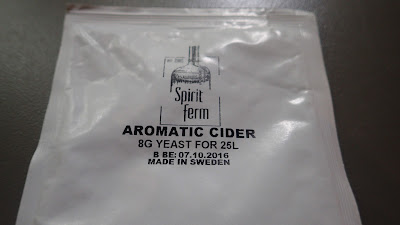 Spirit
ferm
AROMATIC CIDER
8G YEAST FOR 25L
B BE: 07.10.2016
MADE IN SWEDEN